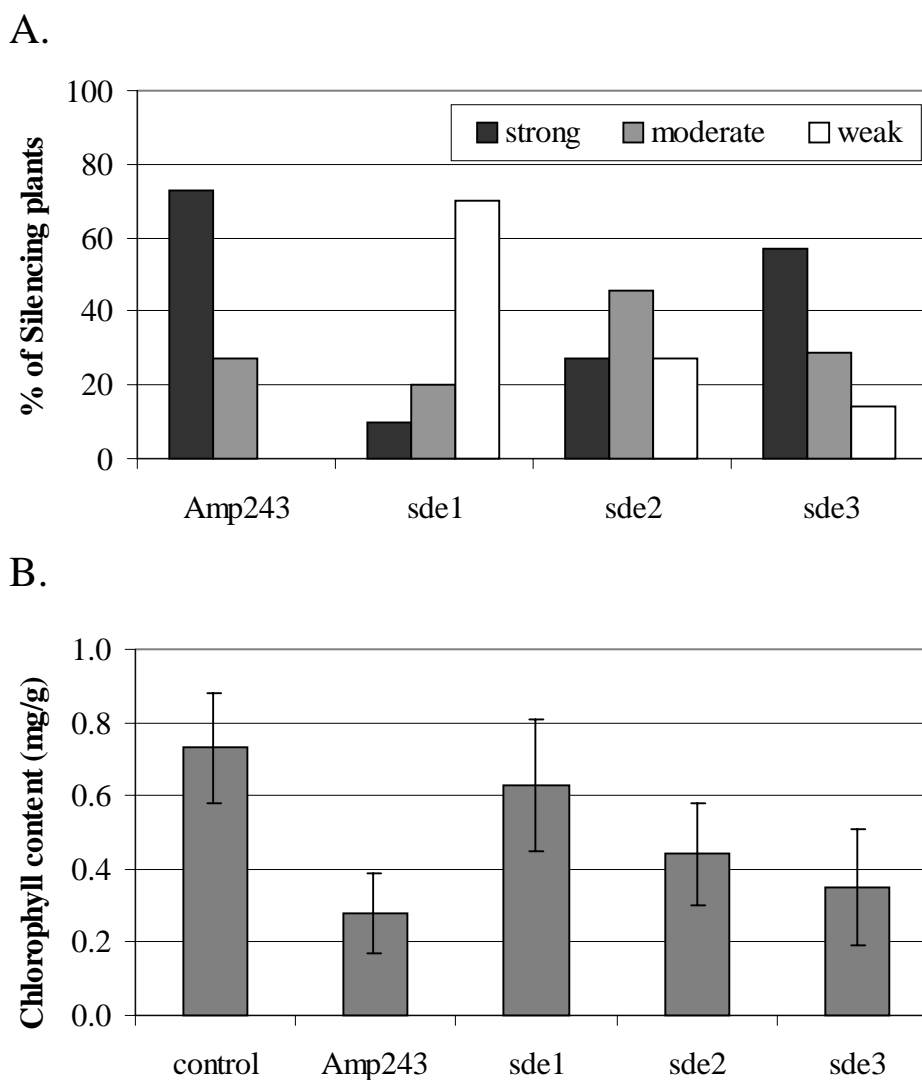 A.
% of Silencing plants
100
80
60
40
20
0
strong moderate weak
Amp243 sde1 sde2 sde3
B.
Chlorophyll content (mg/g)
1.0
0.8
0.6
0.4
0.2
0.0
control Amp243 sde1 sde2 sde3